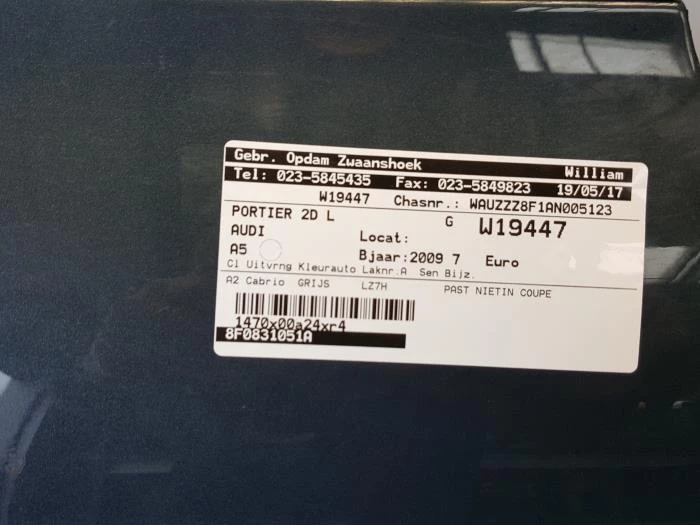 Gebr. Opdam Zwaanshoek William
Tel: 023-5845435 Fax: 023-5849823 19/05/17
W19447 Chasnr.: WAUZZZ8F1AN005123
PORTIER 2D L G W19447
AUDI Locat:
A5 Bjaar:2009 7 Euro
Cl Uitvrng Kleurauto Laknr.A Sen Bijz.
A2 Cabrio GRIJS LZ7H PAST NIETIN COUPE
1470x00a24xr4
8F0831051A